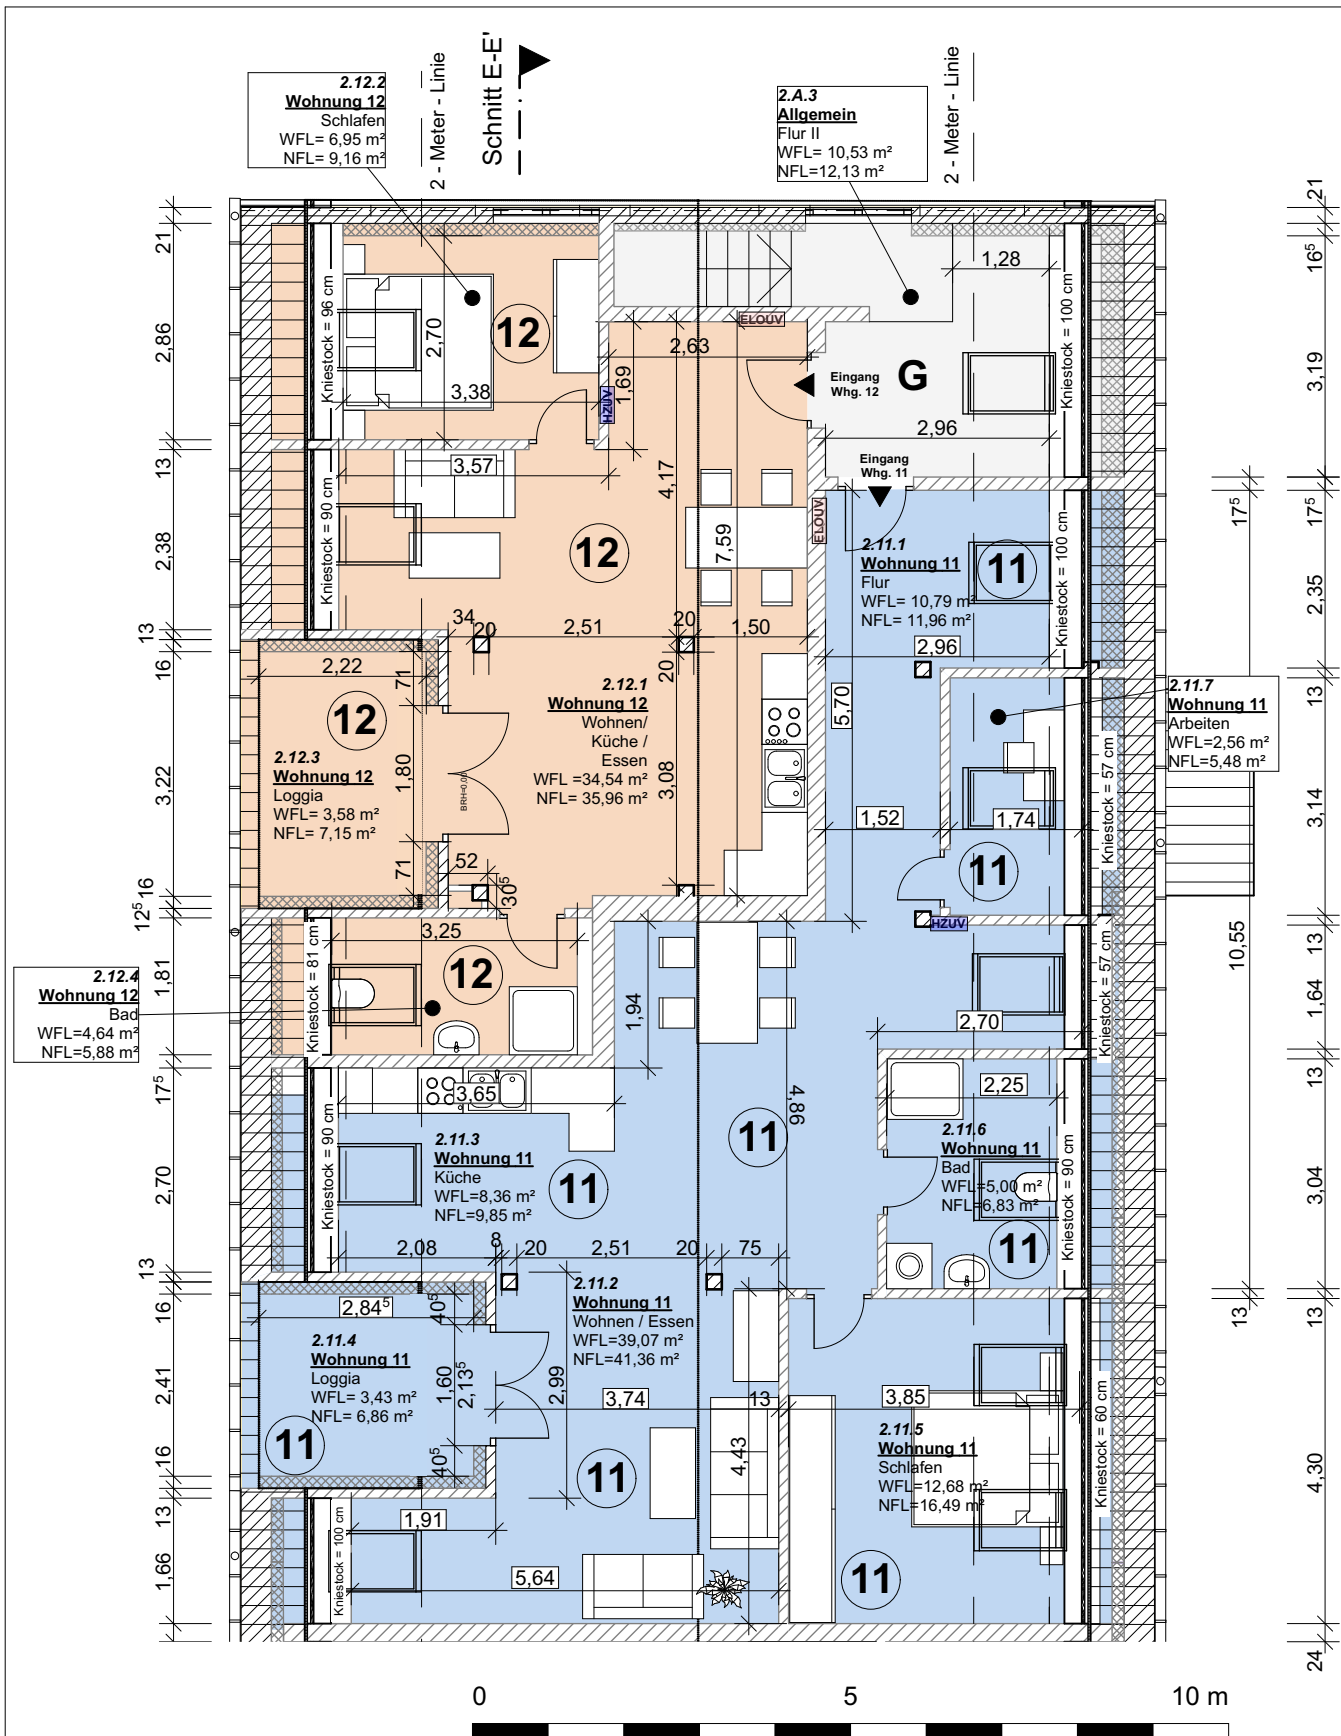 2.12.2
Wohnung 12
Schlafen
WFL= 6,95 m²
NFL= 9,16 m²
2 - Meter - Linie
Schnitt E-E'
2.A.3
Allgemein
Flur II
WFL= 10,53 m²
NFL=12,13 m²
2 - Meter - Linie
21
2,86
13
2,38
13
16
3,22
16
12⁵
1,81
17⁵
2,70
13
16
2,41
16
13
1,66
21
16⁵
3,19
17⁵
2,35
13
3,14
13
1,64
13
3,04
13
4,30
24
17⁵
10,55
13
Kniestock = 96 cm
2,70
3,38
12
HZUV
1,69
2,63
ELOUV
1,28
Kniestock = 100 cm
Eingang
Whg. 12
G
2,96
Eingang
Whg. 11
Kniestock = 90 cm
3,57
12
4,17
7,59
ELOUV
2.11.1
Wohnung 11
Flur
WFL= 10,79 m²
NFL= 11,96 m²
11
2,96
Kniestock = 100 cm
34
20
2,51
20
1,50
20
2,22
71
12
2.12.3
Wohnung 12
Loggia
WFL= 3,58 m²
NFL= 7,15 m²
1,80
71
BRH=0,00
2.12.1
Wohnung 12
Wohnen/
Küche /
Essen
WFL =34,54 m²
NFL= 35,96 m²
3,08
5,70
2.11.7
Wohnung 11
Arbeiten
WFL=2,56 m²
NFL=5,48 m²
Kniestock = 57 cm
1,52
1,74
11
HZUV
52
30⁵
3,25
12
Kniestock = 81 cm
2.12.4
Wohnung 12
Bad
WFL=4,64 m²
NFL=5,88 m²
1,94
2,70
Kniestock = 57 cm
3,65
4,86
2,25
Kniestock = 90 cm
2.11.3
Wohnung 11
Küche
WFL=8,36 m²
NFL=9,85 m²
11
11
2.11.6
Wohnung 11
Bad
WFL=5,00 m²
NFL=6,83 m²
11
Kniestock = 90 cm
2,08
8
20
2,51
20
75
2,84⁵
40⁵
2.11.4
Wohnung 11
Loggia
WFL= 3,43 m²
NFL= 6,86 m²
11
1,60
2,13⁵
40⁵
2,99
2.11.2
Wohnung 11
Wohnen / Essen
WFL=39,07 m²
NFL=41,36 m²
3,74
13
3,85
4,43
11
2.11.5
Wohnung 11
Schlafen
WFL=12,68 m²
NFL=16,49 m²
11
Kniestock = 60 cm
Kniestock = 100 cm
1,91
5,64
0
5
10 m